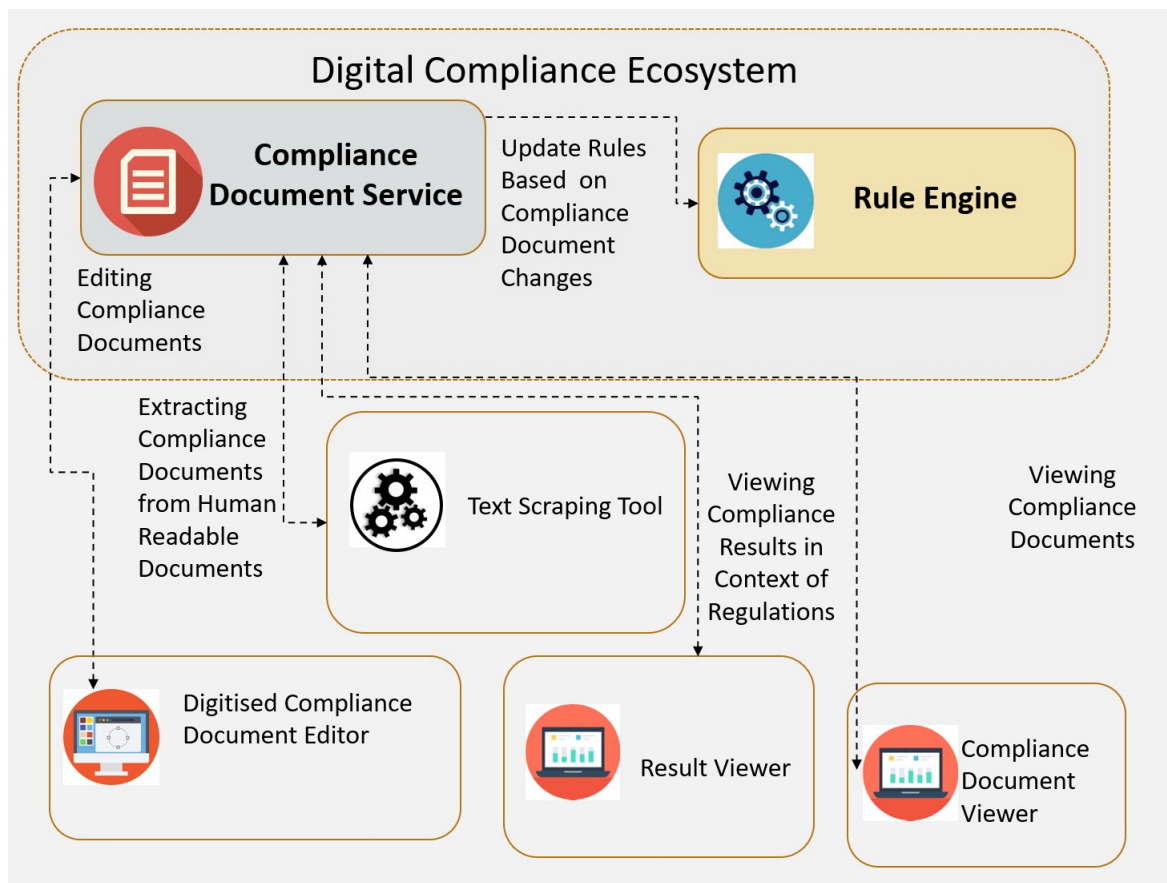 Digital Compliance Ecosystem
Compliance
Document Service
Update Rules
Based on
Compliance
Document
Changes
Rule Engine
Editing
Compliance
Documents
Extracting
Compliance
Documents
from Human
Readable
Documents
Text Scraping Tool
Viewing
Compliance
Results in
Context of
Regulations
Viewing
Compliance
Documents
Digitised Compliance
Document Editor
Result Viewer
Compliance
Document
Viewer